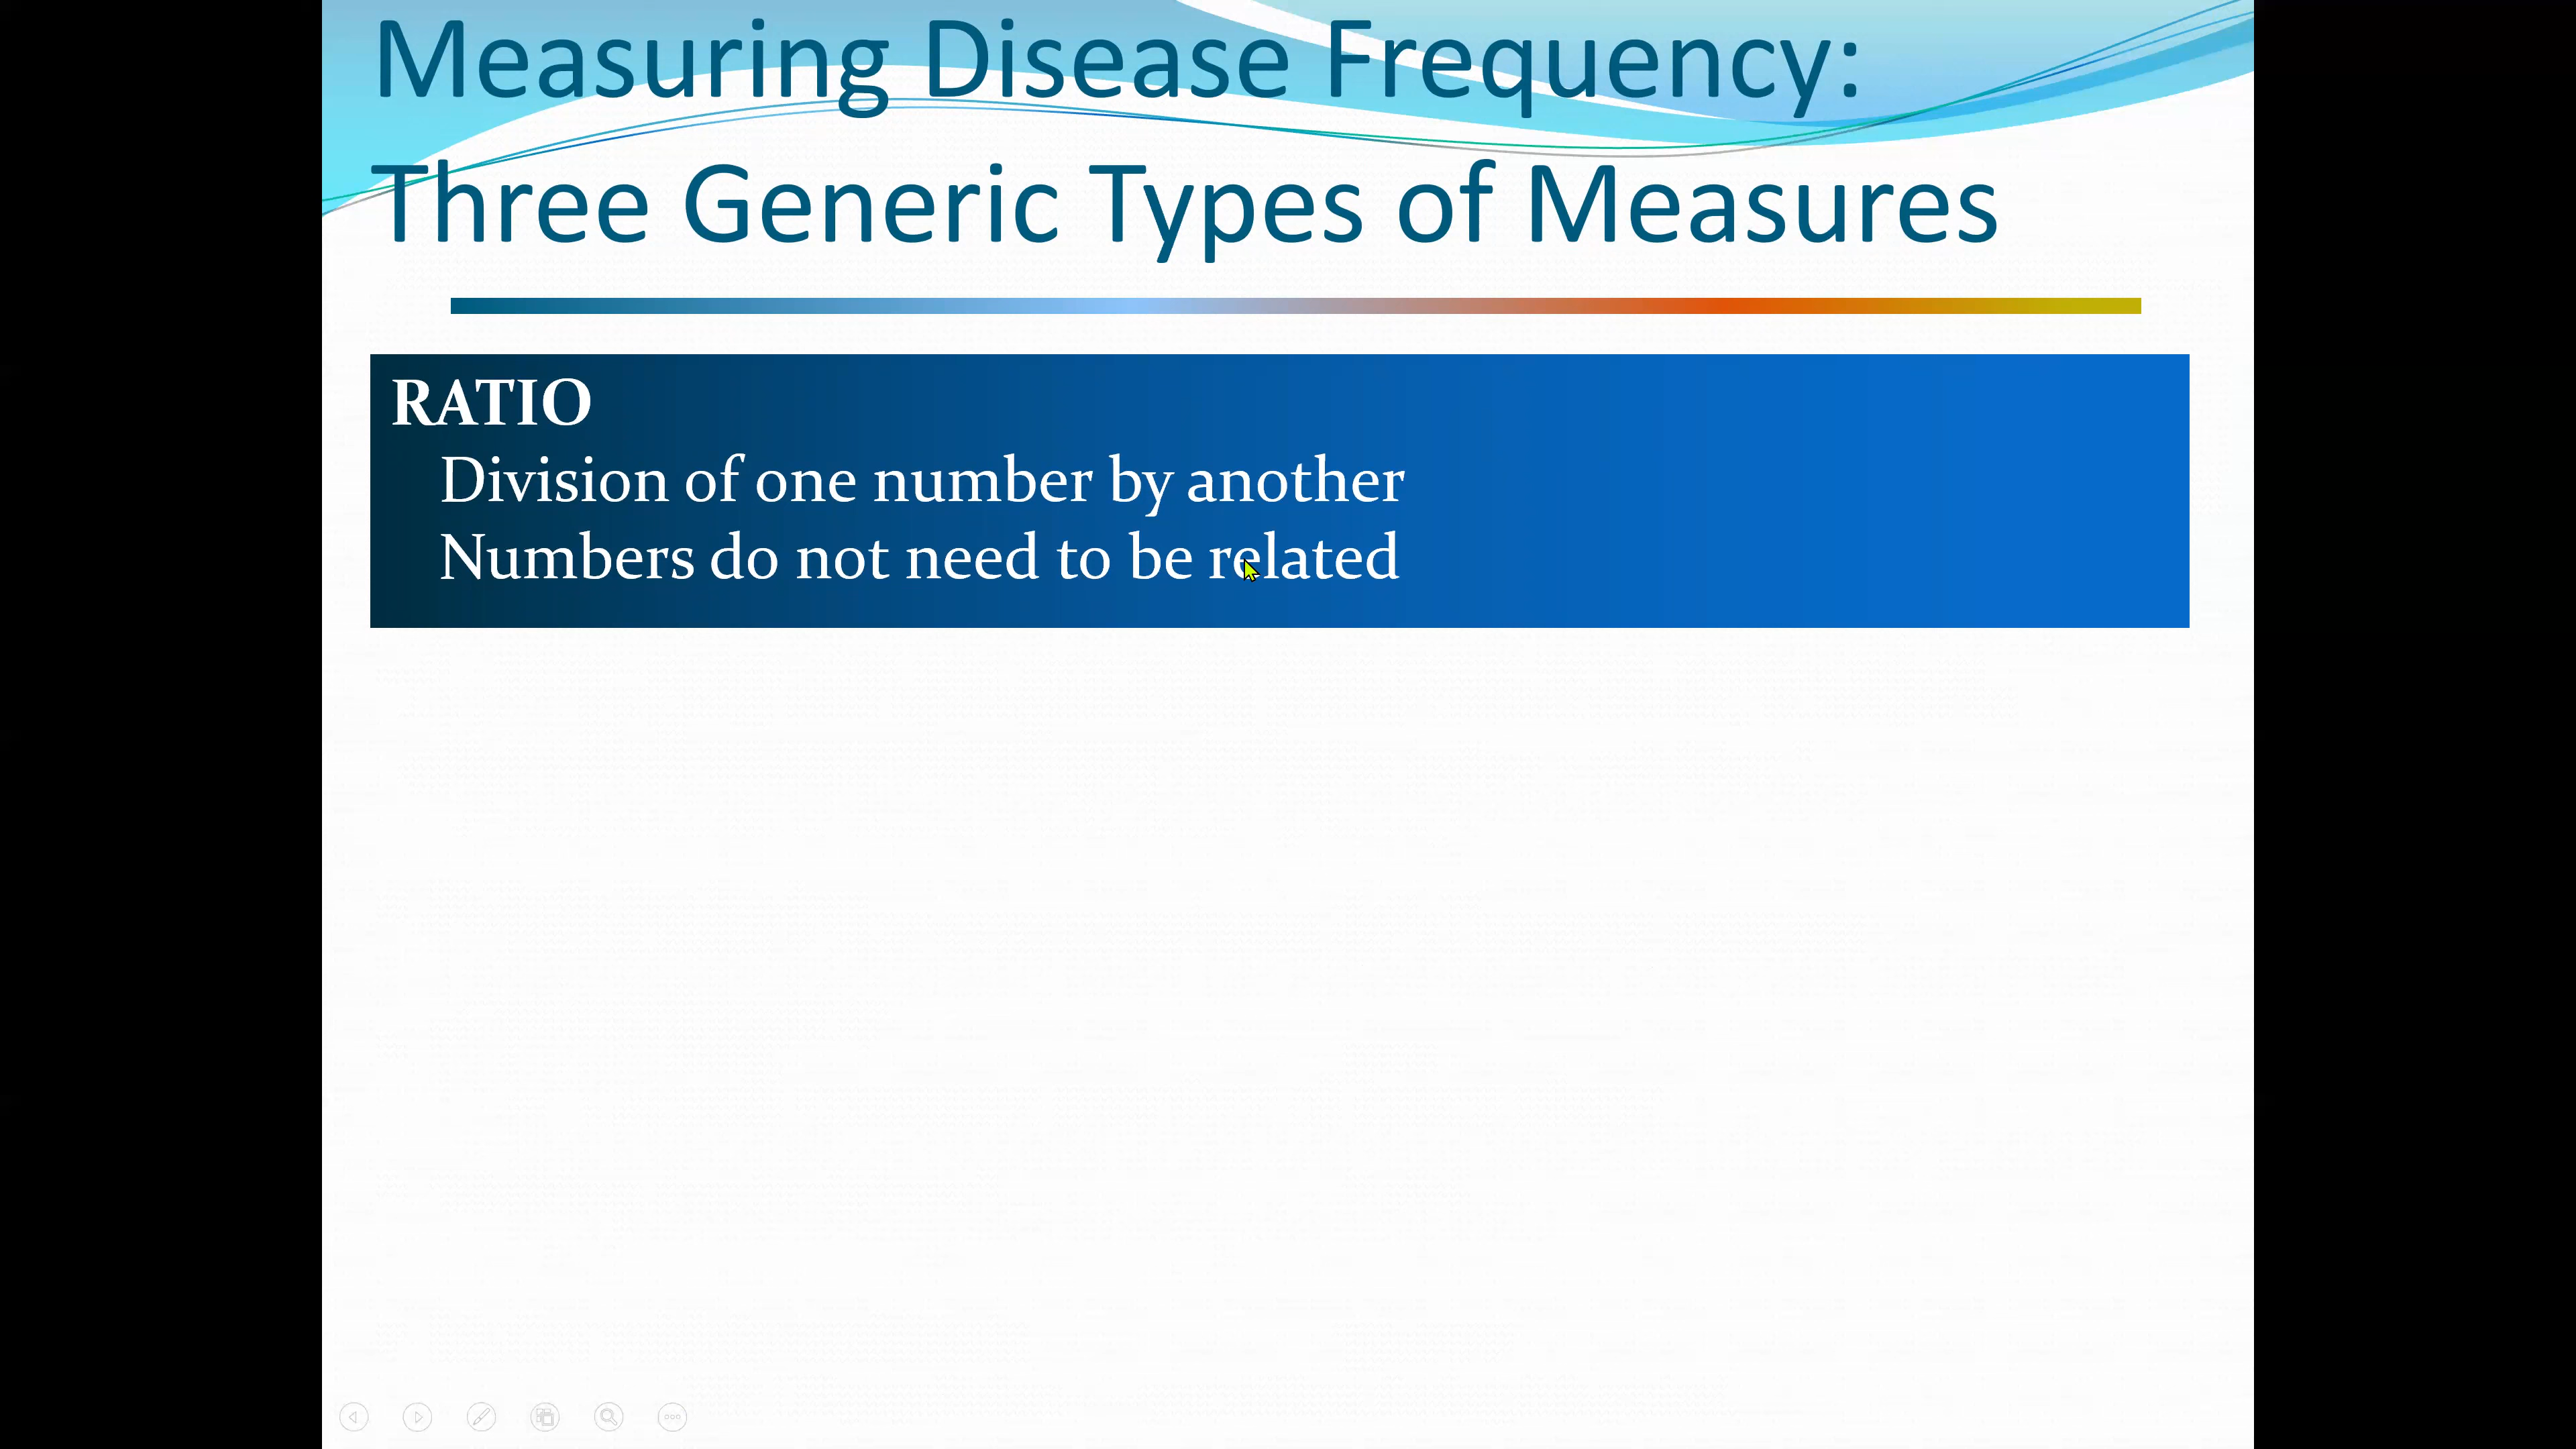 Measuring Disease Frequency:
Three Generic Types of Measures
RATIO
Division of one number by another
Numbers do not need to be related